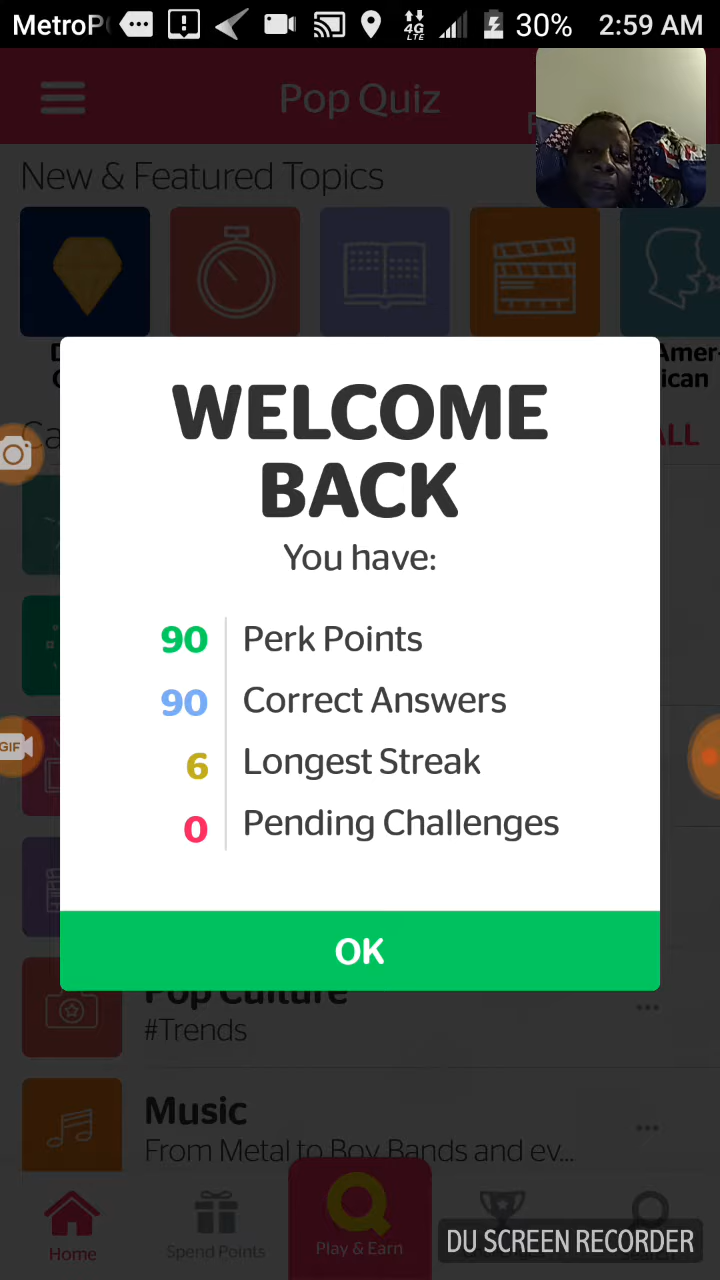 MetroP
4G
LTE
30%
2:59 AM
Pop Quiz
New & Featured Topics
Amer-
ican
ALL
WELCOME
BACK
You have:
90 Perk Points
90 Correct Answers
6 Longest Streak
0 Pending Challenges
OK
GIF
Pop Culture
#Trends
Music
From Metal to Boy Bands and ev...
Home
Spend Points
Play & Earn
DU SCREEN RECORDER